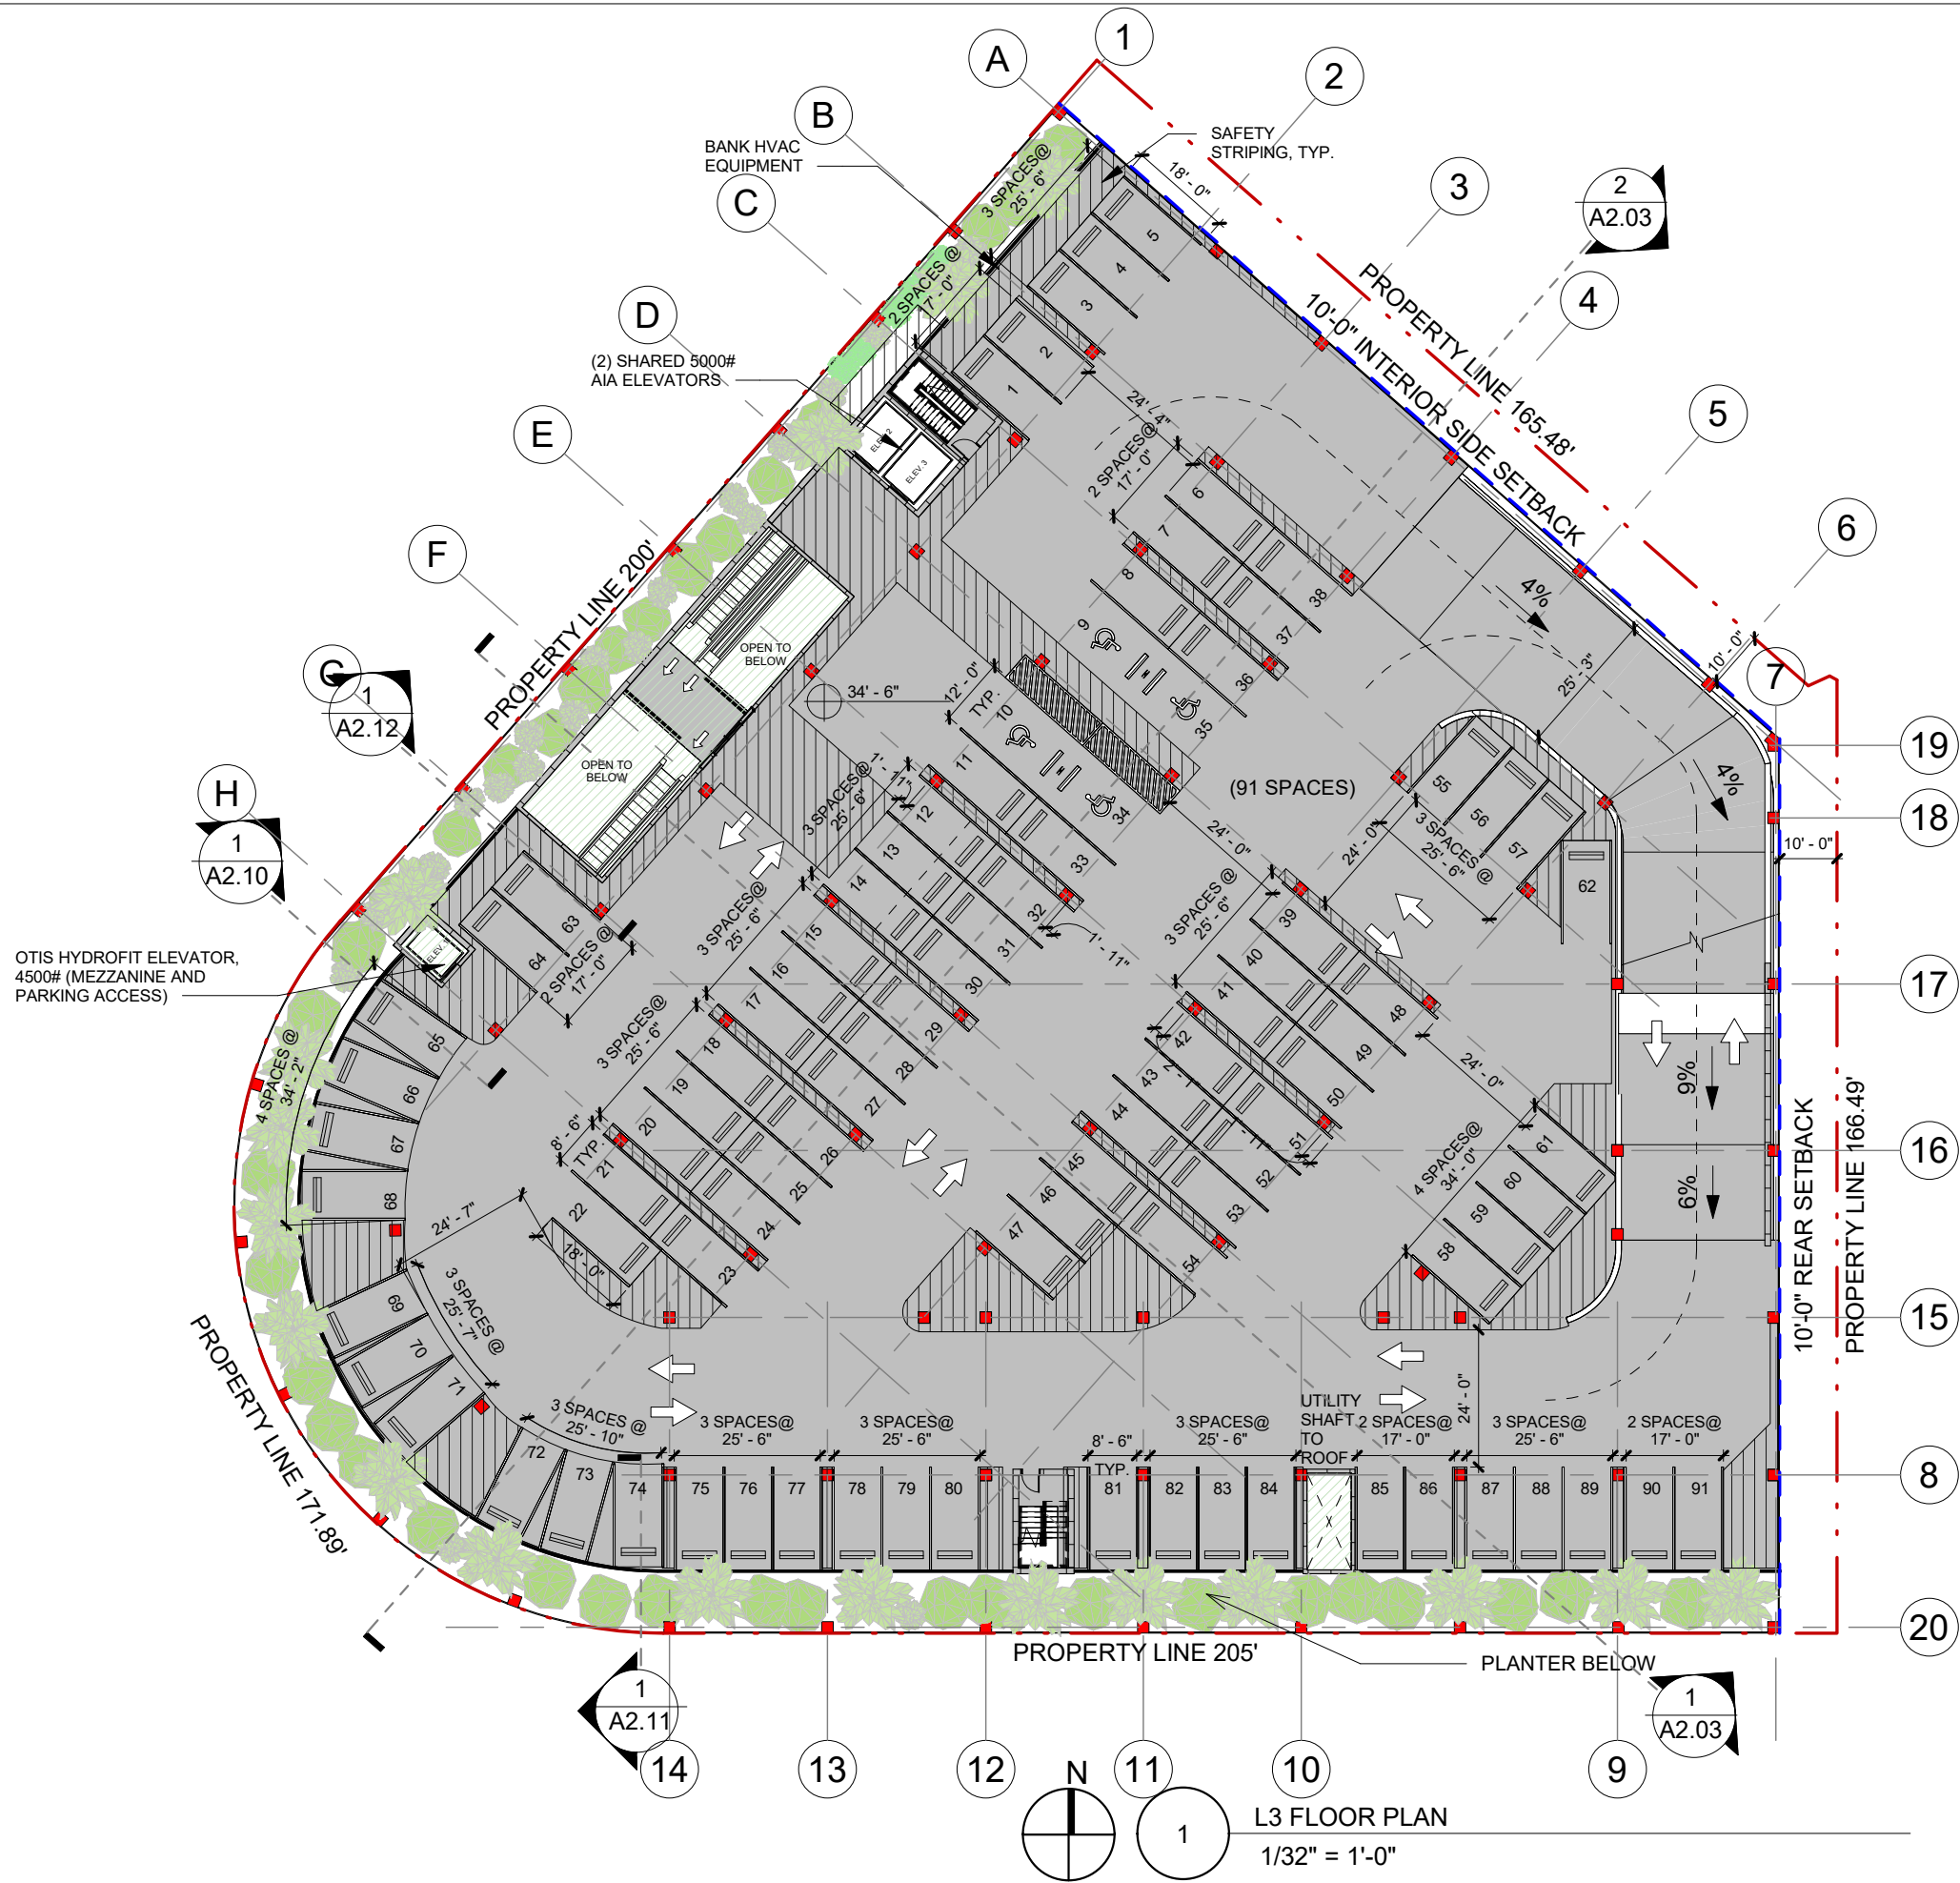 1
A
2
B
SAFETY
STRIPING, TYP.
BANK HVAC
EQUIPMENT
3 SPACES@
25' - 6"
18' - 0"
3
2
A2.03
C
5
4
3
2
1
2 SPACES @
17' - 0"
PROPERTY LINE 165.48'
10'-0" INTERIOR SIDE SETBACK
4
D
(2) SHARED 5000#
AIA ELEVATORS
ELEV. 2
ELEV. 3
24' - 4"
2 SPACES@
17' - 0"
5
E
6
7
8
9
38
37
36
35
6
4%
25' - 3"
10' - 0"
7
F
PROPERTY LINE 200'
OPEN TO
BELOW
OPEN TO
BELOW
34' - 6"
12' - 0"
TYP.
10
11
12
13
14
34
33
32
31
30
G
1
A2.12
3 SPACES@
25' - 6"
1' - 11"
1' - 11"
(91 SPACES)
24' - 0"
24' - 0"
55
56
57
3 SPACES @
25' - 6"
62
4%
19
18
10' - 0"
H
1
A2.10
OTIS HYDROFIT ELEVATOR,
4500# (MEZZANINE AND
PARKING ACCESS)
ELEV. 1
63
64
2 SPACES @
17' - 0"
3 SPACES@
25' - 6"
15
16
17
29
28
27
3 SPACES@
25' - 6"
18
19
20
21
22
26
25
24
23
8' - 6"
TYP.
18' - 0"
3 SPACES @
25' - 6"
39
40
41
42
43
44
45
46
47
48
49
50
51
52
53
54
24' - 0"
17
9%
6%
16
4 SPACES@
34' - 0"
61
60
59
58
15
10'-0" REAR SETBACK
PROPERTY LINE 166.49'
4 SPACES @
34' - 2"
65
66
67
68
24' - 7"
3 SPACES @
25' - 7"
69
70
71
PROPERTY LINE 171.89'
3 SPACES @
25' - 10"
72
73
74
3 SPACES@
25' - 6"
3 SPACES@
25' - 6"
8' - 6"
TYP.
3 SPACES@
25' - 6"
UTILITY
SHAFT
TO
ROOF
2 SPACES@
17' - 0"
24' - 0"
3 SPACES@
25' - 6"
2 SPACES@
17' - 0"
8
75
76
77
78
79
80
81
82
83
84
85
86
87
88
89
90
91
20
PROPERTY LINE 205'
PLANTER BELOW
1
A2.11
1
A2.03
14
13
12
11
10
9
N
1
L3 FLOOR PLAN
1/32" = 1'-0"